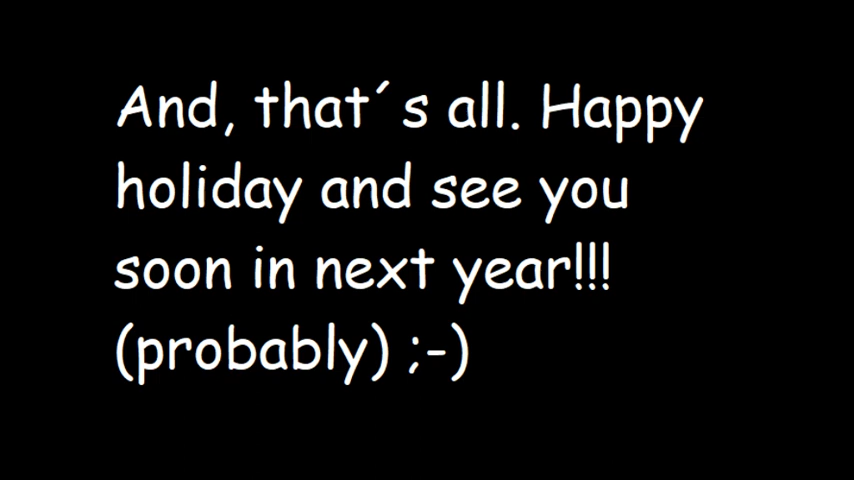 And, that´s all. Happy
holiday and see you
soon in next year!!!
(probably) ;-)